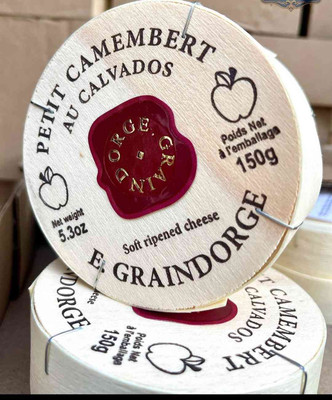 PETIT CAMEMBERT
AU CALVADOS
GRAINDORGE
Poids Net
à l'emballage
150g
Net weight
5.3oz
Soft ripened cheese
E. GRAINDORGE
CAMEMBERT
CALVADOS
GRAINDORGE
cheese
Poids Net
à l'emballage
150g